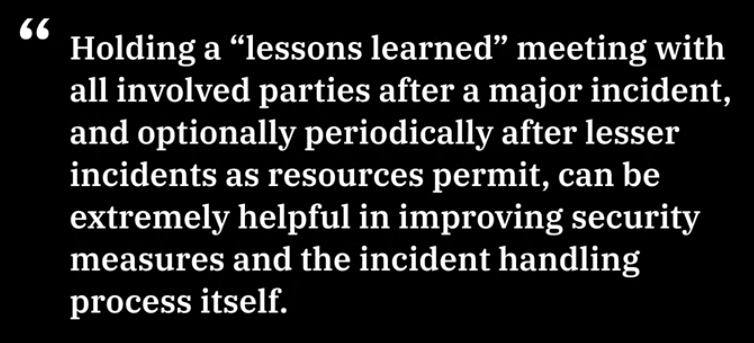 “ Holding a “lessons learned” meeting with
all involved parties after a major incident,
and optionally periodically after lesser
incidents as resources permit, can be
extremely helpful in improving security
measures and the incident handling
process itself.